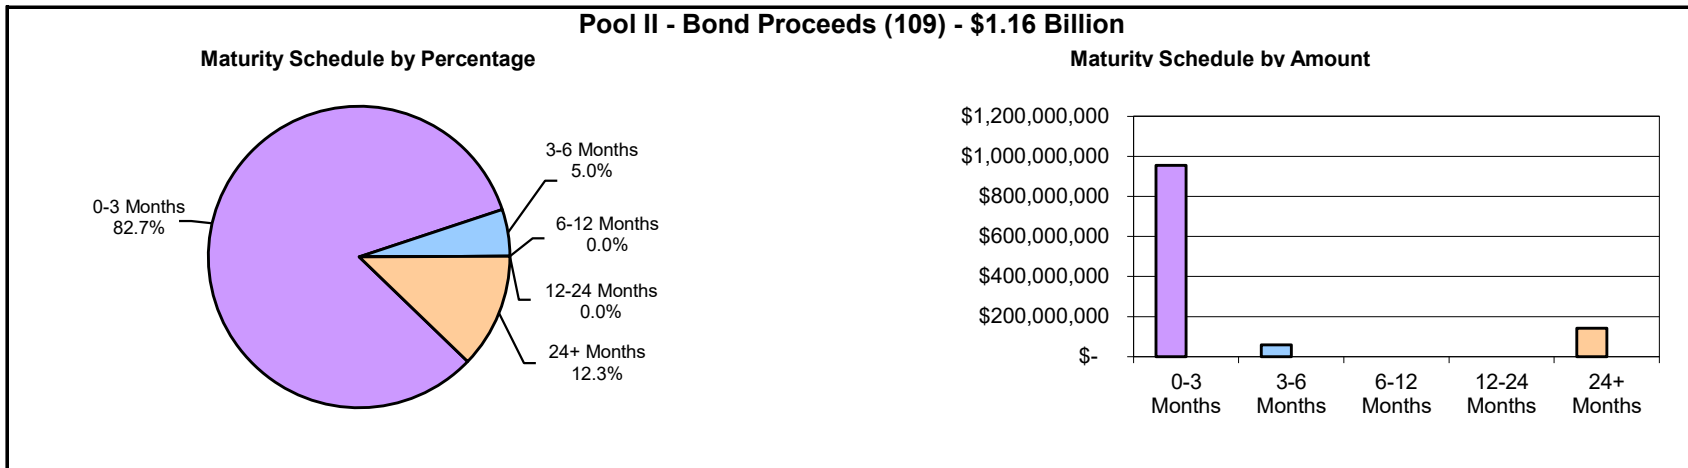 Pool II - Bond Proceeds (109) - $1.16 Billion
Maturity Schedule by Percentage
0-3 Months
82.7%
3-6 Months
5.0%
6-12 Months
0.0%
12-24 Months
0.0%
24+ Months
12.3%
Maturity Schedule by Amount
$1,200,000,000
$1,000,000,000
$800,000,000
$600,000,000
$400,000,000
$200,000,000
$-
0-3
Months
3-6
Months
6-12
Months
12-24
Months
24+
Months